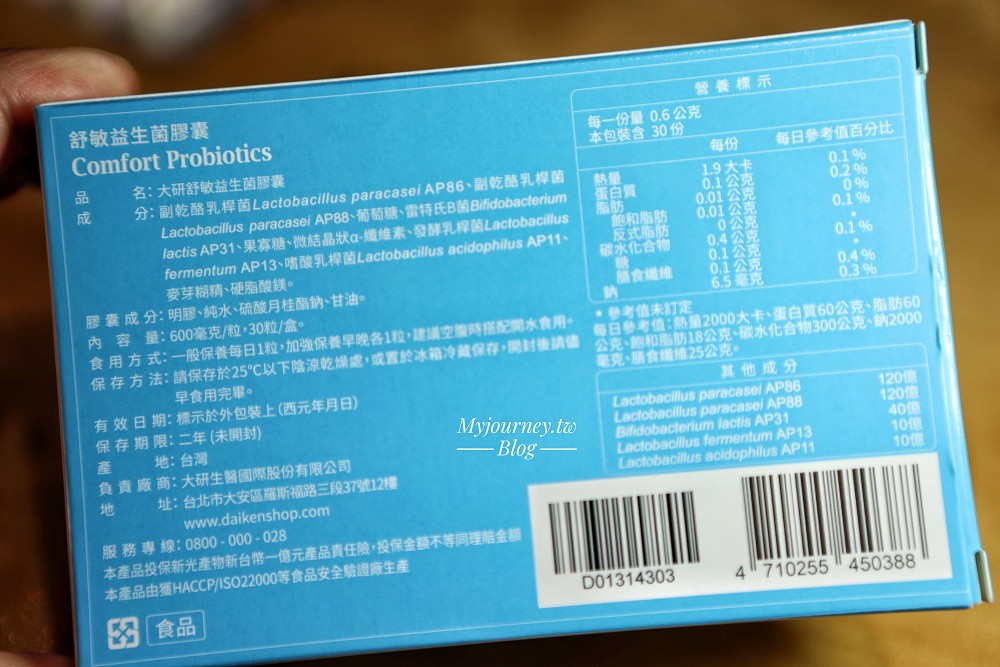 舒敏益生菌膠囊
Comfort Probiotics
品 名：大研舒敏益生菌膠囊
成 分：副乾酪乳桿菌Lactobacillus paracasei AP86、副乾酪乳桿菌
Lactobacillus paracasei AP88、葡萄糖、雷特氏B菌Bifidobacterium
lactis AP31、果寡糖、微結晶狀α-纖維素、發酵乳桿菌Lactobacillus
fermentum AP13、嗜酸乳桿菌Lactobacillus acidophilus AP11、
麥芽糊精、硬脂酸鎂。
膠囊成分：明膠、純水、硫酸月桂酯鈉、甘油。
內 容 量：600毫克/粒，30粒/盒。
食用方式：一般保養每日1粒，加強保養早晚各1粒，建議空腹時搭配開水食用。
保存方法：請保存於25℃以下陰涼乾燥處，或置於冰箱冷藏保存，開封後請儘
早食用完畢。
有效日期：標示於外包裝上（西元年月日）
保存期限：二年（未開封）
產 地：台灣
負責廠商：大研生醫國際股份有限公司
地 址：台北市大安區羅斯福路三段37號12樓
www.daikenshop.com
服務專線：0800 - 000 - 028
本產品投保新光產物新台幣一億元產品責任險，投保金額不等同理賠金額
本產品由獲HACCP/ISO22000等食品安全驗證廠生產
食品
營養標示
每一份量 0.6 公克
本包裝含 30 份
每份 每日參考值百分比
熱量 1.9 大卡 0.1 %
蛋白質 0.1 公克 0.2 %
脂肪 0.01 公克 0 %
飽和脂肪 0.01 公克 0.1 %
反式脂肪 0 公克 *
碳水化合物 0.4 公克 0.1 %
糖 0.1 公克 *
膳食纖維 0.1 公克 0.4 %
鈉 6.5 毫克 0.3 %
* 參考值未訂定
每日參考值：熱量2000大卡、蛋白質60公克、脂肪60
公克、飽和脂肪18公克、碳水化合物300公克、鈉2000
毫克、膳食纖維25公克。
其他成分
Lactobacillus paracasei AP86 120億
Lactobacillus paracasei AP88 120億
Bifidobacterium lactis AP31 40億
Lactobacillus fermentum AP13 10億
Lactobacillus acidophilus AP11 10億
Myjourney.tw
Blog
D01314303
4 710255 450388